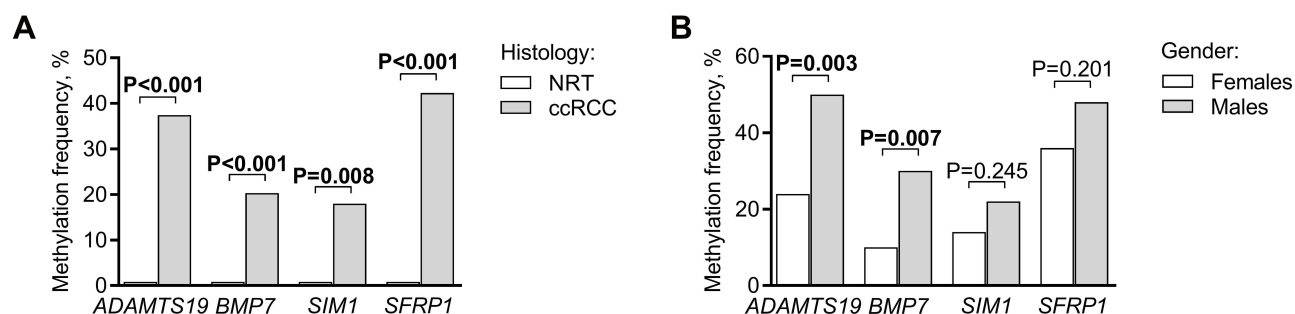 A
Methylation frequency, %
50
40
30
20
10
0
P<0.001
P<0.001
P=0.008
P<0.001
ADAMTS19 BMP7 SIM1 SFRP1
Histology:
NRT
ccRCC
B
Methylation frequency, %
60
40
20
0
P=0.003
P=0.007
P=0.245
P=0.201
ADAMTS19 BMP7 SIM1 SFRP1
Gender:
Females
Males